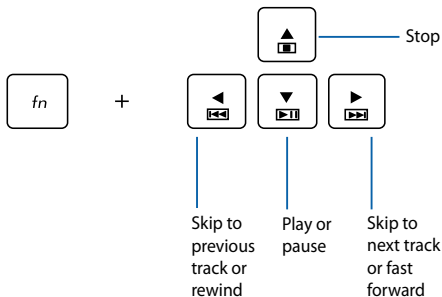 Stop
fn +
Skip to
previous
track or
rewind
Play or
pause
Skip to
next track
or fast
forward